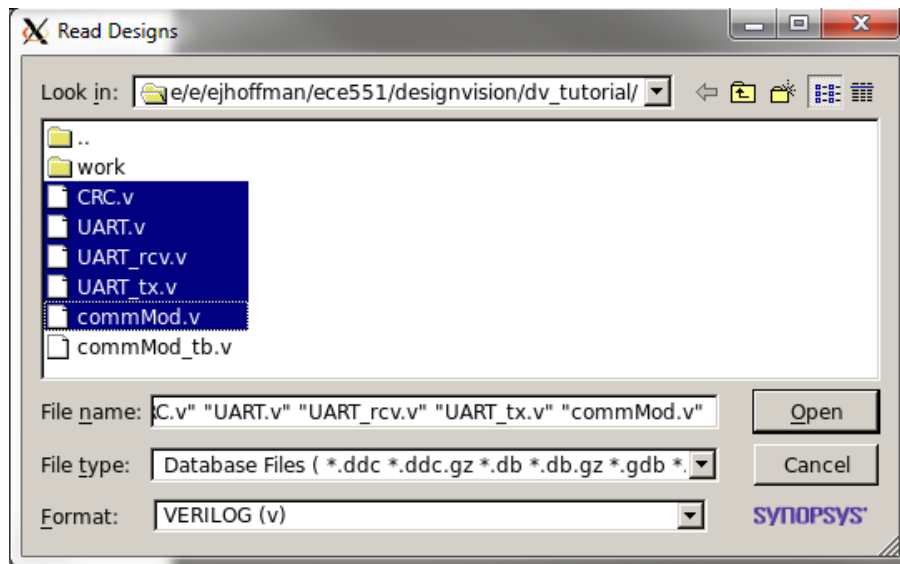 Read Designs
Look in: e/e/ejhoffman/ece551/designvision/dv_tutorial/
..
work
CRC.v
UART.v
UART_rcv.v
UART_tx.v
commMod.v
commMod_tb.v
File name: C.v" "UART.v" "UART_rcv.v" "UART_tx.v" "commMod.v" Open
File type: Database Files ( *.ddc *.ddc.gz *.db *.db.gz *.gdb *. Cancel
Format: VERILOG (v) SYNOPSYS®